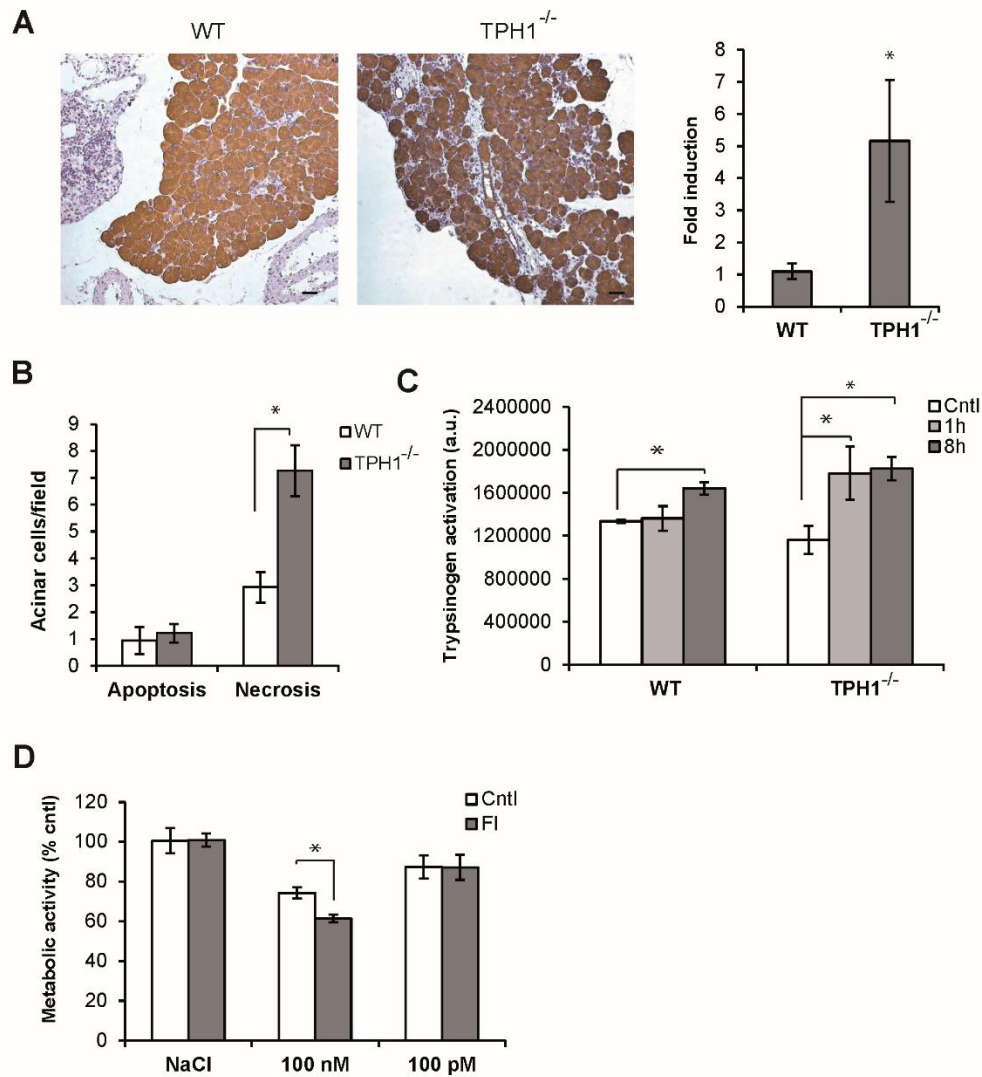 A
WT
TPH1-/-
Fold induction
8
7
6
5
4
3
2
1
0
*
WT
TPH1-/-
B
Acinar cells/field
9
8
7
6
5
4
3
2
1
0
*
WT
TPH1-/-
Apoptosis
Necrosis
C
Trypsinogen activation (a.u.)
2400000
2000000
1600000
1200000
800000
400000
0
*
*
*
Cntl
1h
8h
WT
TPH1-/-
D
Metabolic activity (% cntl)
120
100
80
60
40
20
0
*
Cntl
FI
NaCl
100 nM
100 pM